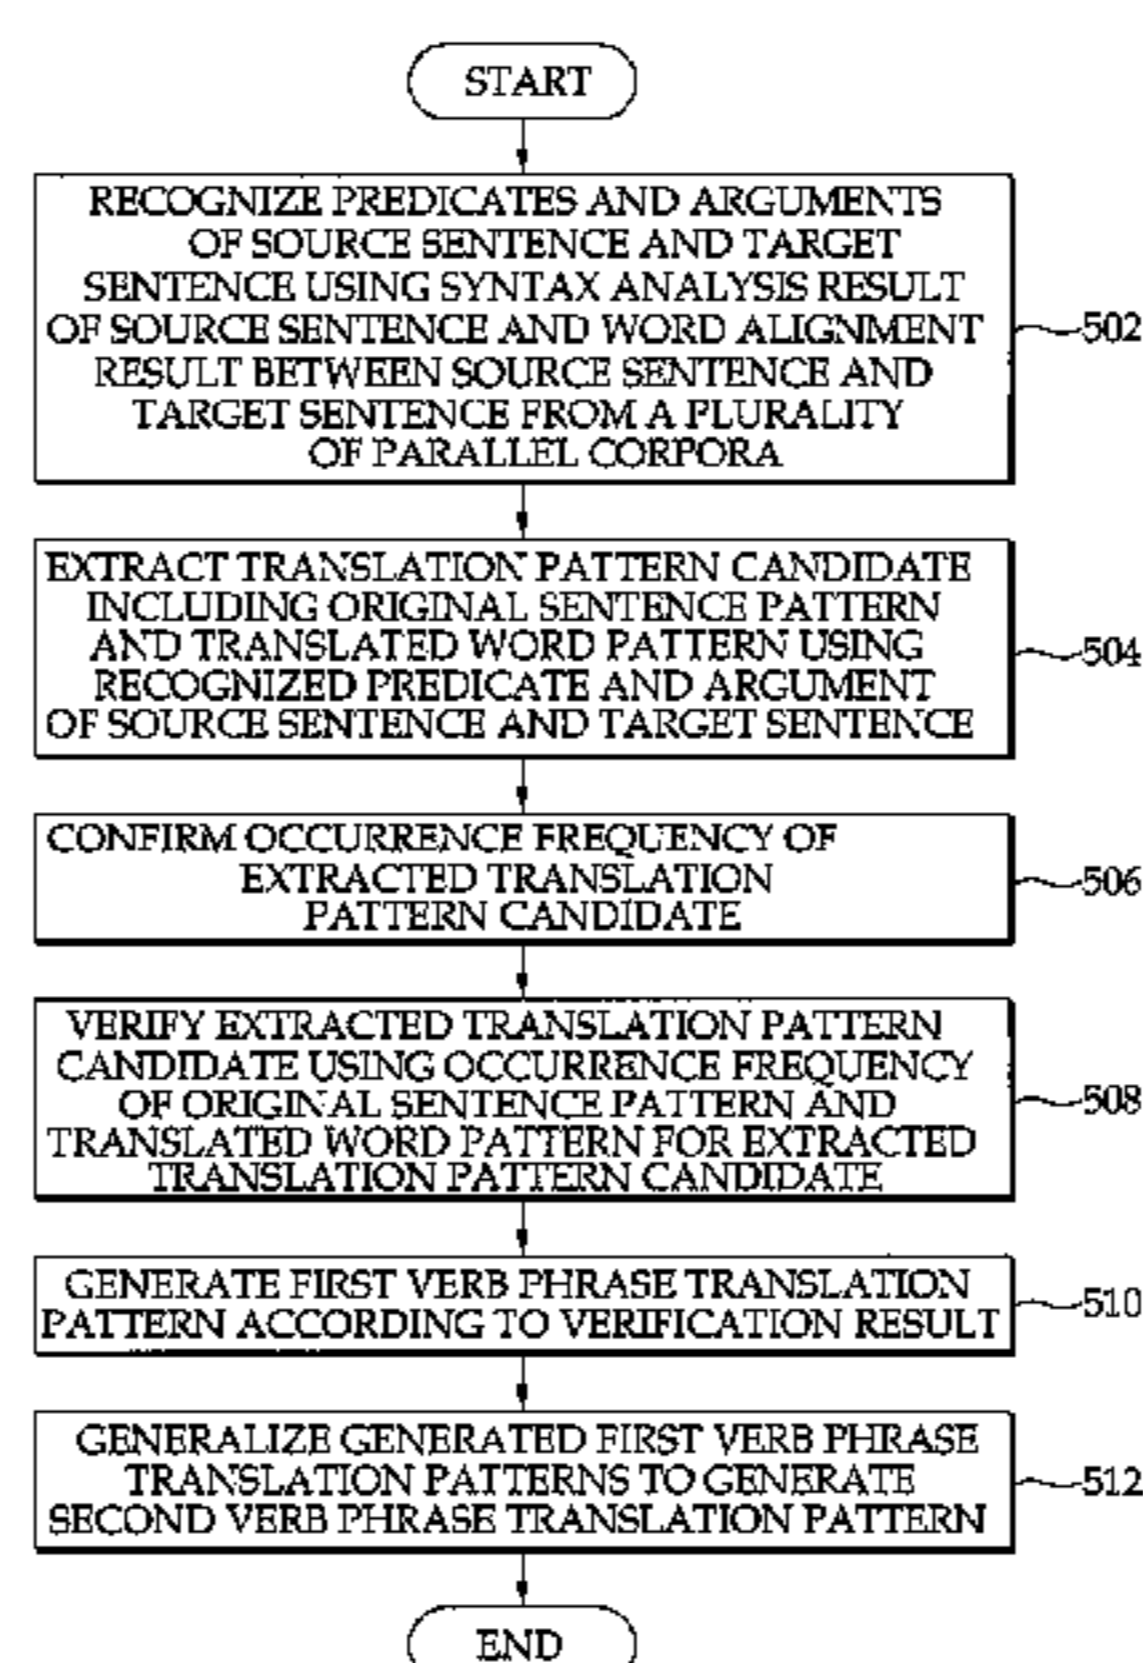 START
RECOGNIZE PREDICATES AND ARGUMENTS
OF SOURCE SENTENCE AND TARGET
SENTENCE USING SYNTAX ANALYSIS RESULT
OF SOURCE SENTENCE AND WORD ALIGNMENT
RESULT BETWEEN SOURCE SENTENCE AND
TARGET SENTENCE FROM A PLURALITY
OF PARALLEL CORPORA
502
EXTRACT TRANSLATION PATTERN CANDIDATE
INCLUDING ORIGINAL SENTENCE PATTERN
AND TRANSLATED WORD PATTERN USING
RECOGNIZED PREDICATE AND ARGUMENT
OF SOURCE SENTENCE AND TARGET SENTENCE
504
CONFIRM OCCURRENCE FREQUENCY OF
EXTRACTED TRANSLATION
PATTERN CANDIDATE
506
VERIFY EXTRACTED TRANSLATION PATTERN
CANDIDATE USING OCCURRENCE FREQUENCY
OF ORIGINAL SENTENCE PATTERN AND
TRANSLATED WORD PATTERN FOR EXTRACTED
TRANSLATION PATTERN CANDIDATE
508
GENERATE FIRST VERB PHRASE TRANSLATION
PATTERN ACCORDING TO VERIFICATION RESULT
510
GENERALIZE GENERATED FIRST VERB PHRASE
TRANSLATION PATTERNS TO GENERATE
SECOND VERB PHRASE TRANSLATION PATTERN
512
END